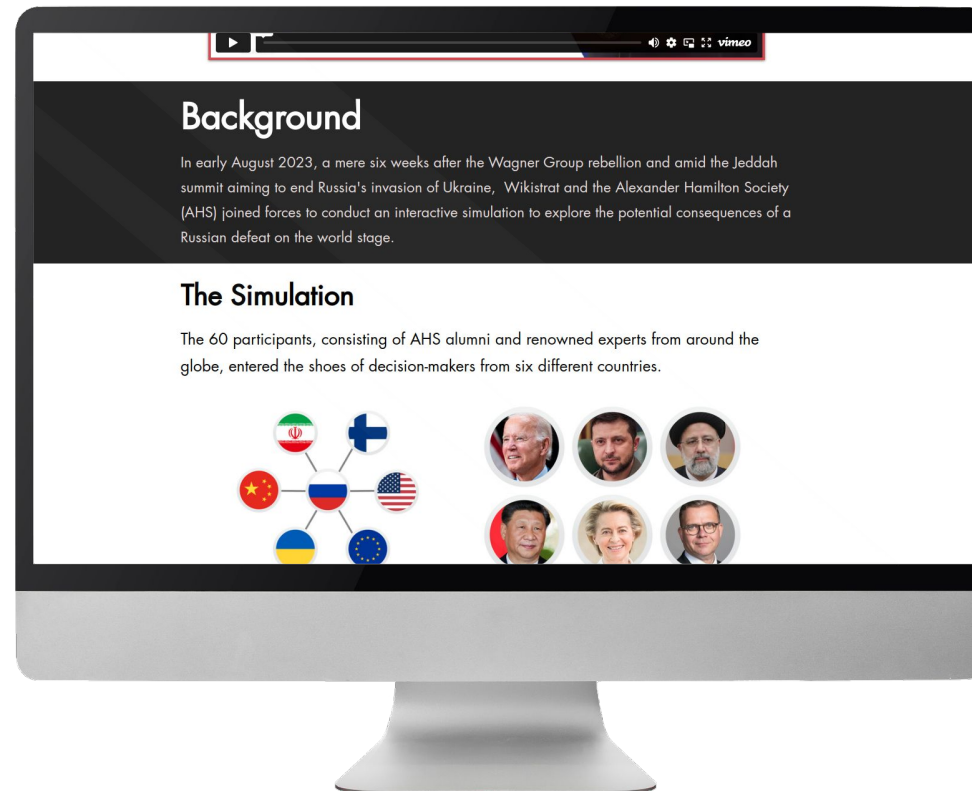 vimeo
Background
In early August 2023, a mere six weeks after the Wagner Group rebellion and amid the Jeddah
summit aiming to end Russia's invasion of Ukraine, Wikistrat and the Alexander Hamilton Society
(AHS) joined forces to conduct an interactive simulation to explore the potential consequences of a
Russian defeat on the world stage.
The Simulation
The 60 participants, consisting of AHS alumni and renowned experts from around the
globe, entered the shoes of decision-makers from six different countries.